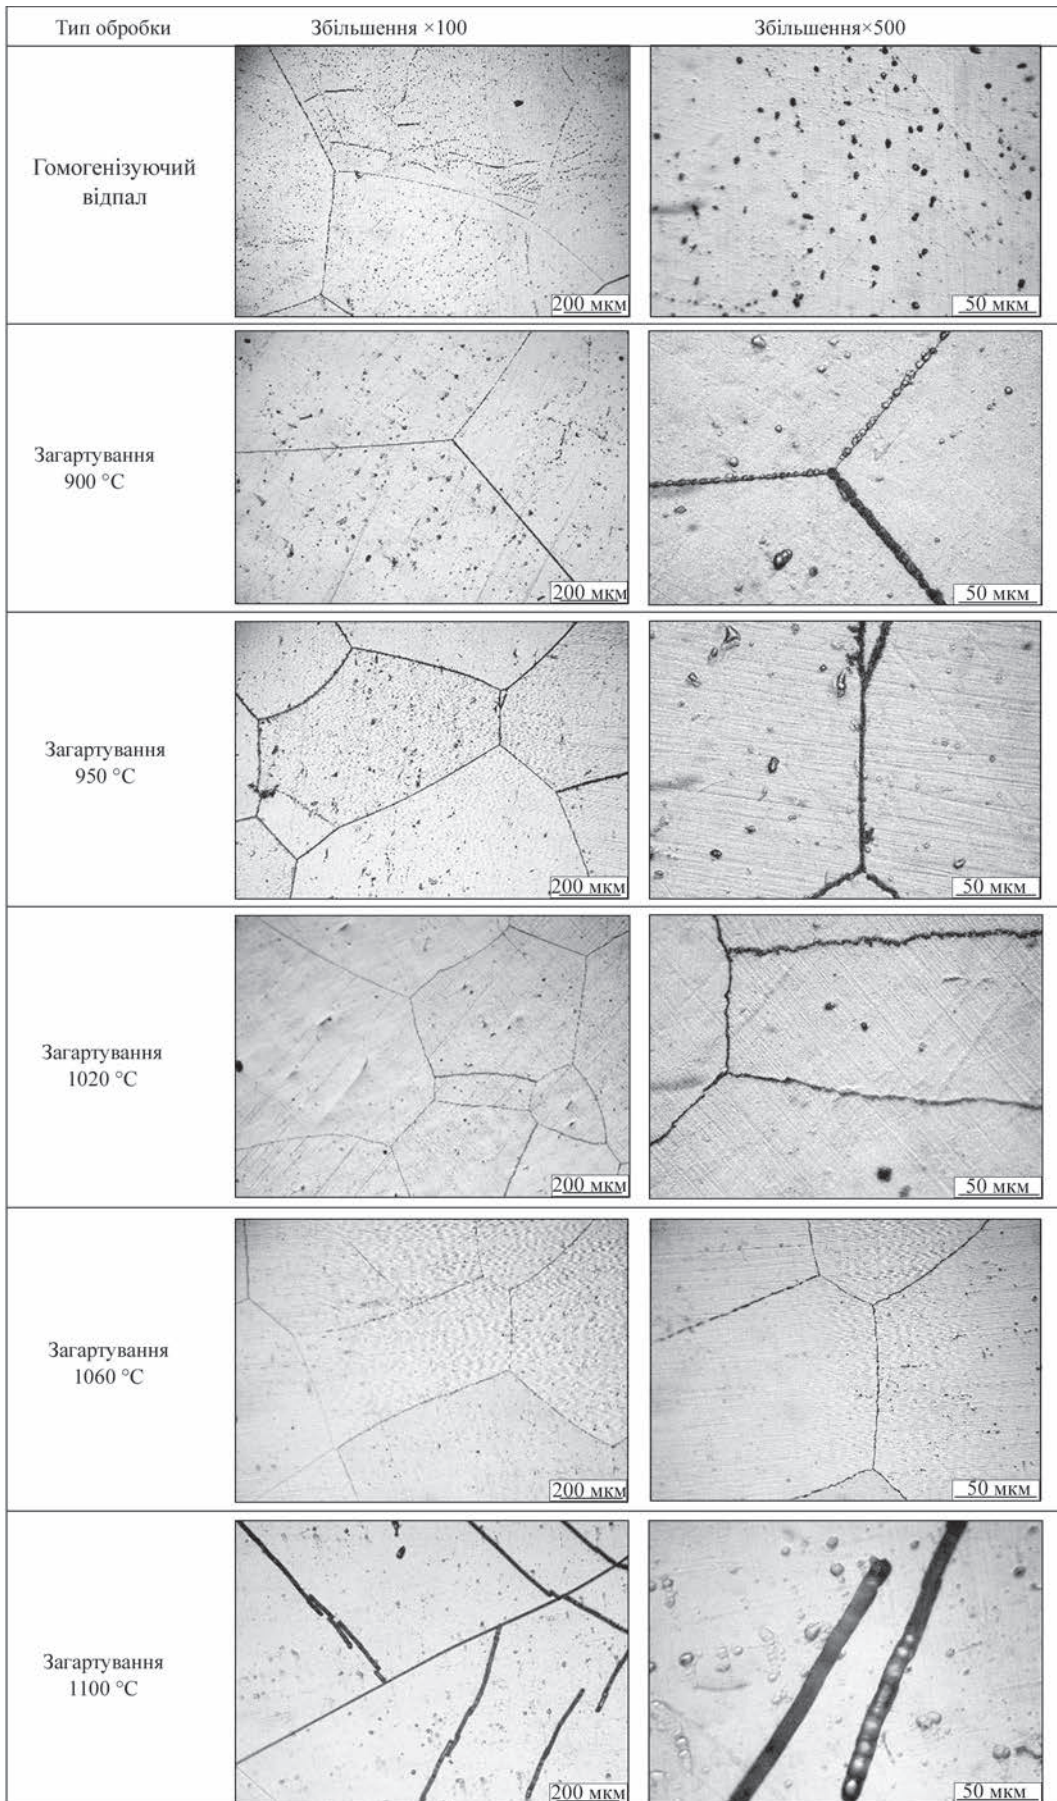 Тип обробки
Збільшення ×100
Збільшення×500
Гомогенізуючий
відпал
200 мкм
50 мкм
Загартування
900 °С
200 мкм
50 мкм
Загартування
950 °С
200 мкм
50 мкм
Загартування
1020 °С
200 мкм
50 мкм
Загартування
1060 °С
200 мкм
50 мкм
Загартування
1100 °С
200 мкм
50 мкм